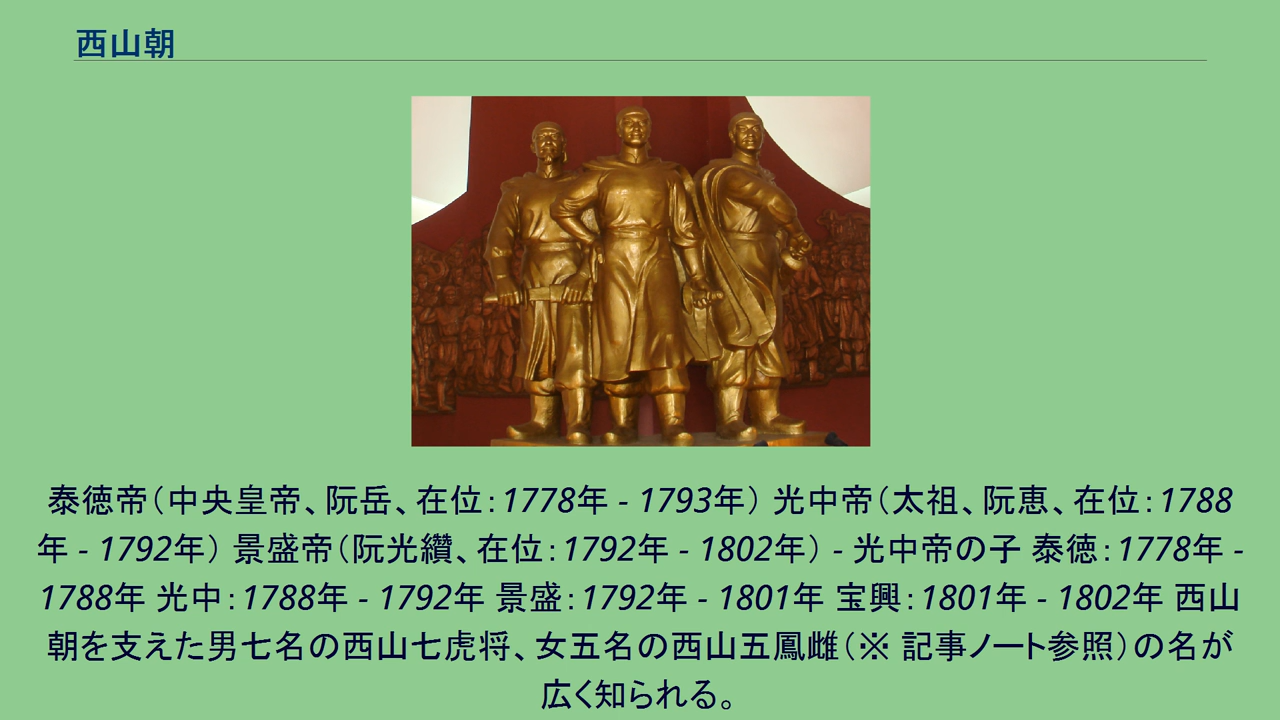 西山朝
泰徳帝（中央皇帝、阮岳、在位：1778年 - 1793年） 光中帝（太祖、阮恵、在位：1788
年 - 1792年） 景盛帝（阮光纘、在位：1792年 - 1802年） - 光中帝の子 泰徳：1778年 -
1788年 光中：1788年 - 1792年 景盛：1792年 - 1801年 宝興：1801年 - 1802年 西山
朝を支えた男七名の西山七虎将、女五名の西山五鳳雌（※ 記事ノート参照）の名が
広く知られる。